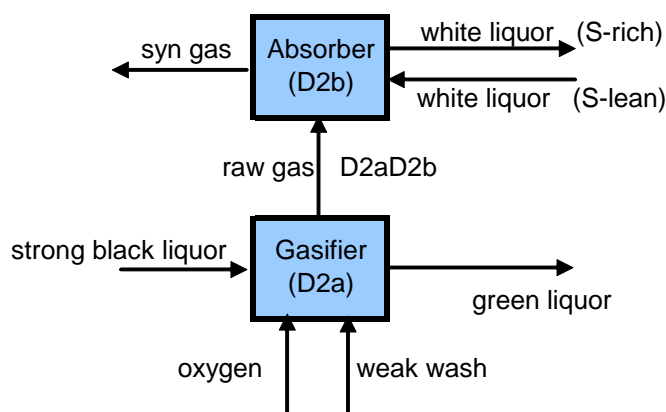 syn gas
Absorber
(D2b)
white liquor (S-rich)
white liquor (S-lean)
raw gas D2aD2b
strong black liquor
Gasifier
(D2a)
green liquor
oxygen
weak wash